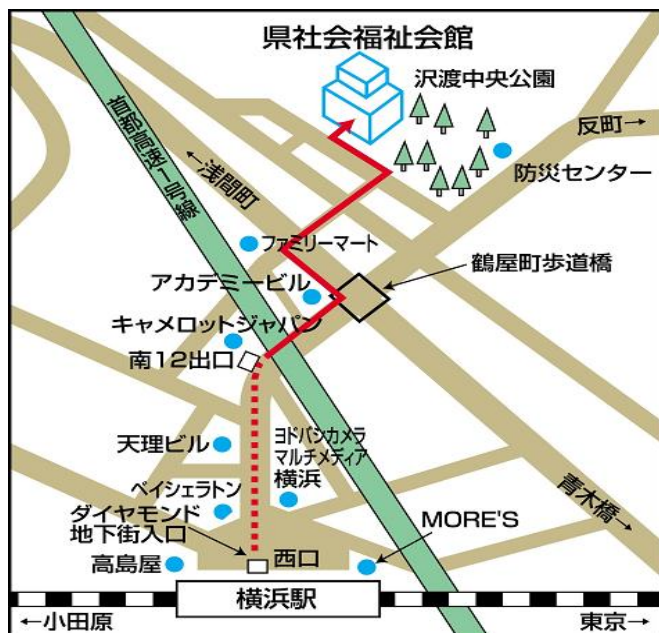 県社会福祉会館
沢渡中央公園
反町→
防災センター
首都高速1号線
←浅間町
ファミリーマート
鶴屋町歩道橋
アカデミービル
キャメロットジャパン
南12出口
天理ビル
ヨドバシカメラ
マルチメディア
横浜
ベイシェラトン
ダイヤモンド
地下街入口
青木橋→
MORE'S
高島屋
西口
横浜駅
←小田原
東京→